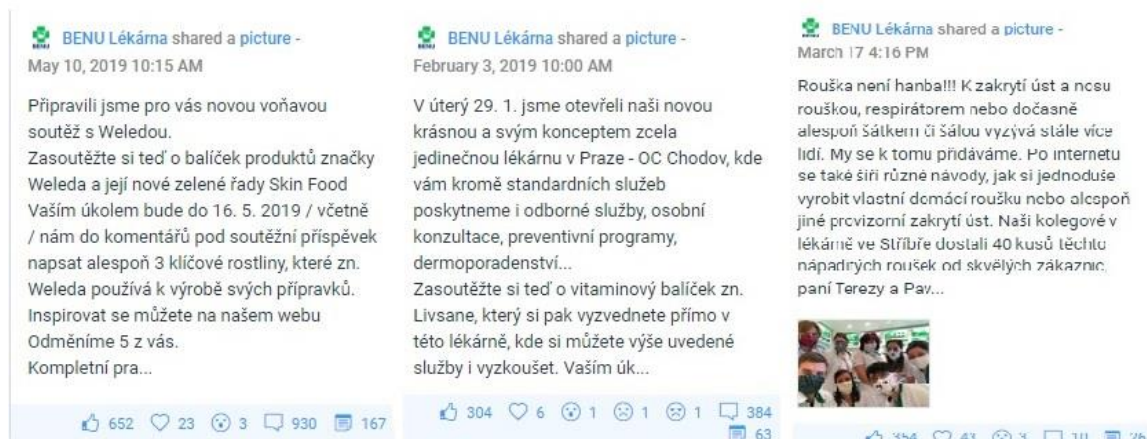 BENU Lékárna shared a picture -
May 10, 2019 10:15 AM
Připravili jsme pro vás novou voňavou
soutěž s Weledou.
Zasoutěžte si teď o balíček produktů značky
Weleda a její nové zelené řady Skin Food
Vaším úkolem bude do 16. 5. 2019 / včetně
/ nám do komentářů pod soutěžní příspěvek
napsat alespoň 3 klíčové rostliny, které zn.
Weleda používá k výrobě svých přípravků.
Inspirovat se můžete na našem webu
Odměníme 5 z vás.
Kompletní pra...
652 23 3 930 167
BENU Lékárna shared a picture -
February 3, 2019 10:00 AM
V úterý 29. 1. jsme otevřeli naši novou
krásnou a svým konceptem zcela
jedinečnou lékárnu v Praze - OC Chodov, kde
vám kromě standardních služeb
poskytneme i odborné služby, osobní
konzultace, preventivní programy,
dermoporadenství...
Zasoutěžte si teď o vitaminový balíček zn.
Livsane, který si pak vyzvednete přímo v
této lékárně, kde si můžete výše uvedené
služby i vyzkoušet. Vaším úk...
304 6 1 1 1 384
63
BENU Lékárna shared a picture -
March 17 4:16 PM
Rouška není hanba!!! K zakrytí úst a nosu
rouškou, respirátorem nebo dočasně
alespoň šátkem či šálou vyzývá stále více
lidí. My se k tomu přidáváme. Po internetu
se také šíří různé návody, jak si jednoduše
vyrobit vlastní domácí roušku nebo alespoň
jiné provizorní zakrytí úst. Naši kolegové v
lékárně ve Stříbře dostali 40 kusů těchto
nápaditých roušek od skvělých zákaznic,
paní Terezy a Pav...
354 43 3 10